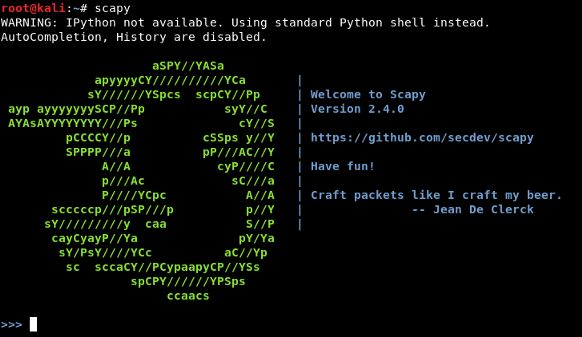 root@kali:~# scapy
WARNING: IPython not available. Using standard Python shell instead.
AutoCompletion, History are disabled.
                     aSPY//YASa
             apyyyyCY//////////YCa       |
            sY//////YSpcs  scpCY//Pp     | Welcome to Scapy
 ayp ayyyyyyySCP//Pp           syY//C    | Version 2.4.0
 AYAsAYYYYYYYY///Ps              cY//S   |
         pCCCCY//p          cSSps y//Y   | https://github.com/secdev/scapy
         SPPPP///a          pP///AC//Y   |
              A//A            cyP////C   | Have fun!
              p///Ac            sC///a   |
              P////YCpc           A//A   | Craft packets like I craft my beer.
       scccccp///pSP///p          p//Y   |               -- Jean De Clerck
      sY/////////y  caa           S//P   |
       cayCyayP//Ya              pY/Ya
        sY/PsY////YCc          aC//Yp
         sc  sccaCY//PCypaapyCP//YSs
                  spCPY//////YPSps
                       ccaacs
>>>